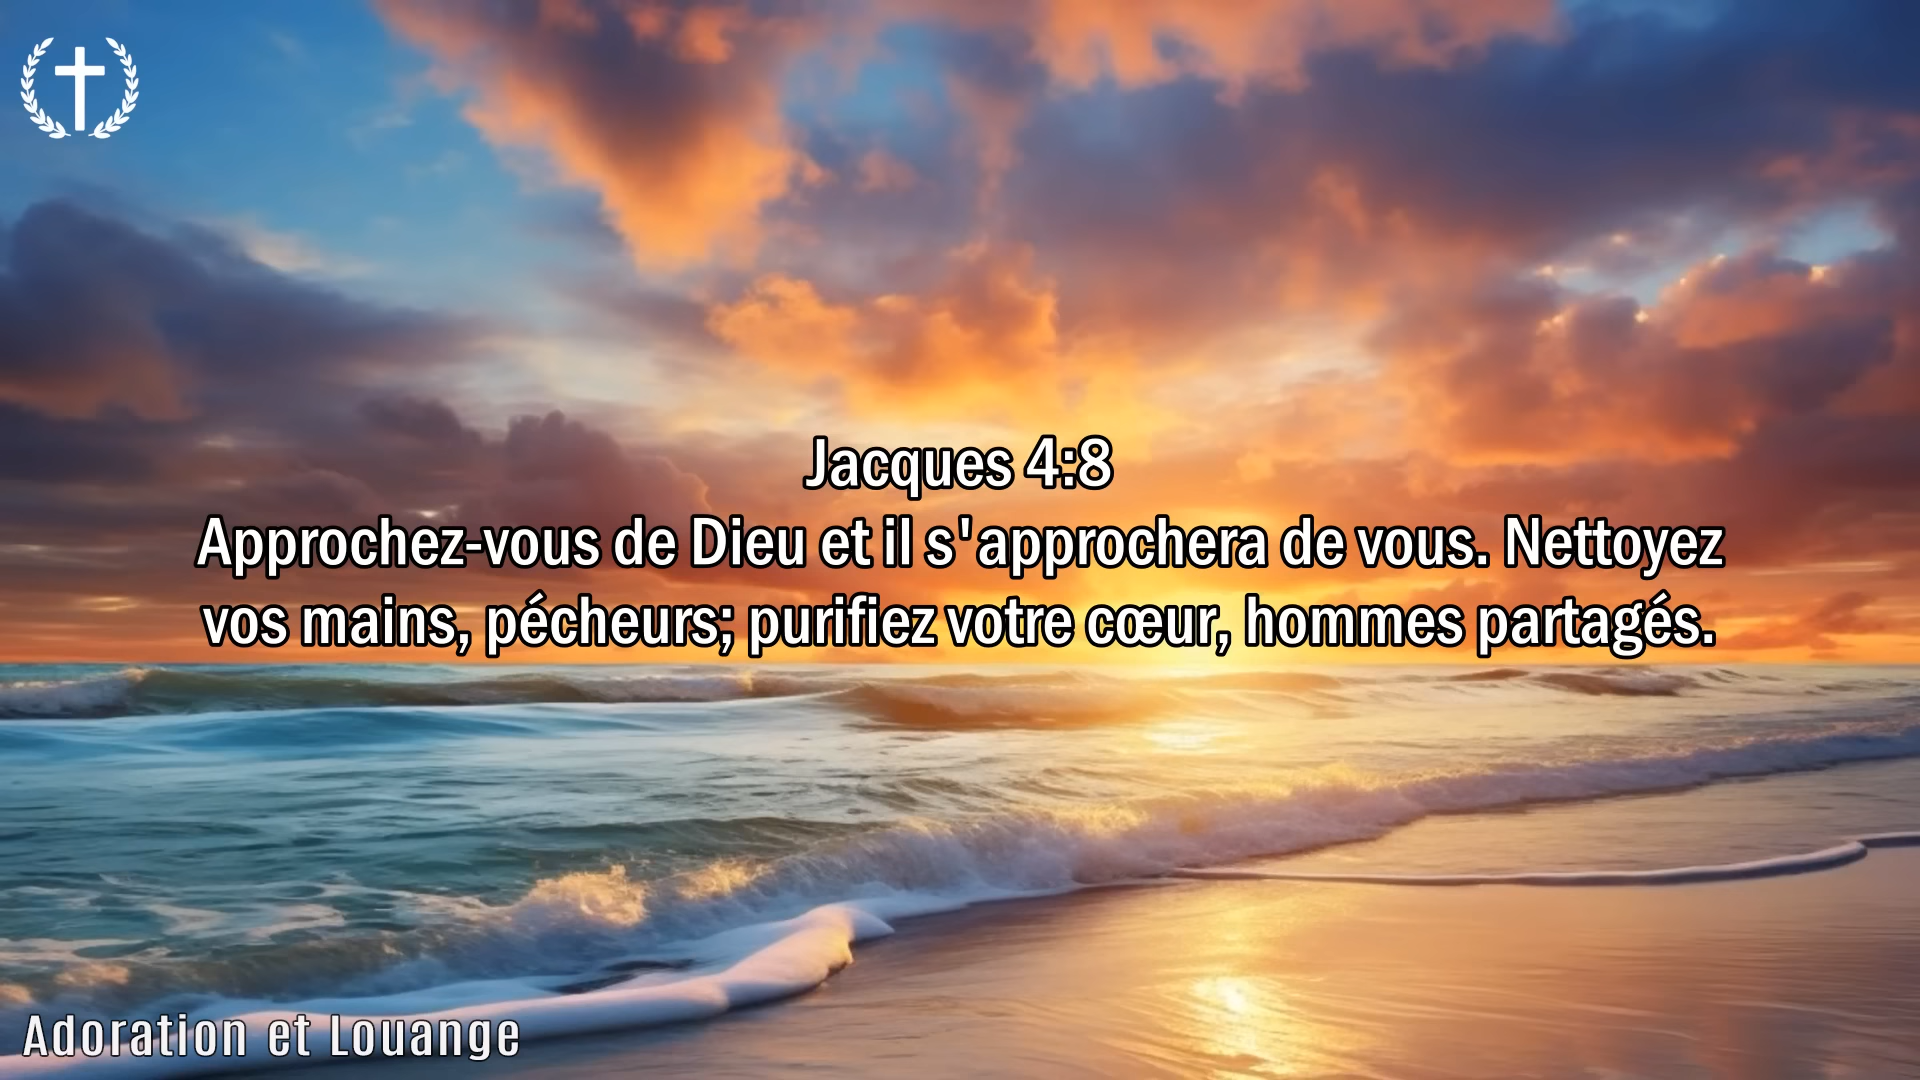 Jacques 4:8
Approchez-vous de Dieu et il s'approchera de vous. Nettoyez
vos mains, pécheurs; purifiez votre cœur, hommes partagés.
Adoration et Louange